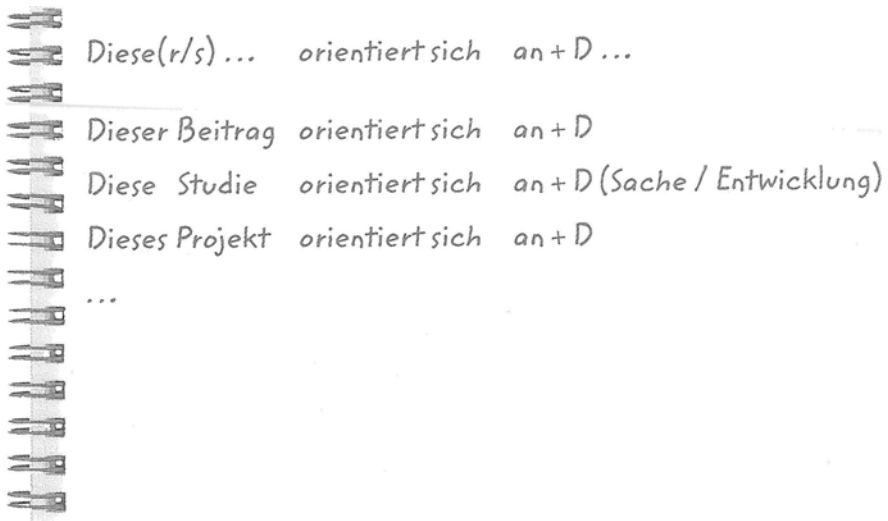 Diese(r/s) ... orientiert sich an + D ...
Dieser Beitrag orientiert sich an + D
Diese Studie orientiert sich an + D (Sache / Entwicklung)
Dieses Projekt orientiert sich an + D
...